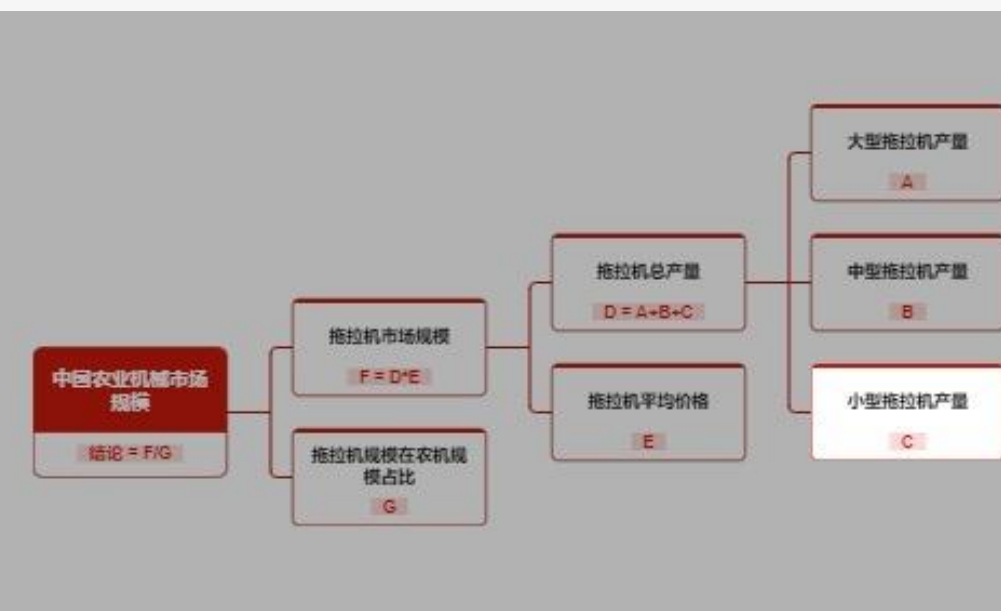 大型拖拉机产量
A
拖拉机总产量
D = A+B+C
中型拖拉机产量
B
拖拉机市场规模
F = D*E
中国农业机械市场
规模
结论 = F/G
拖拉机平均价格
E
小型拖拉机产量
C
拖拉机规模在农机规
模占比
G